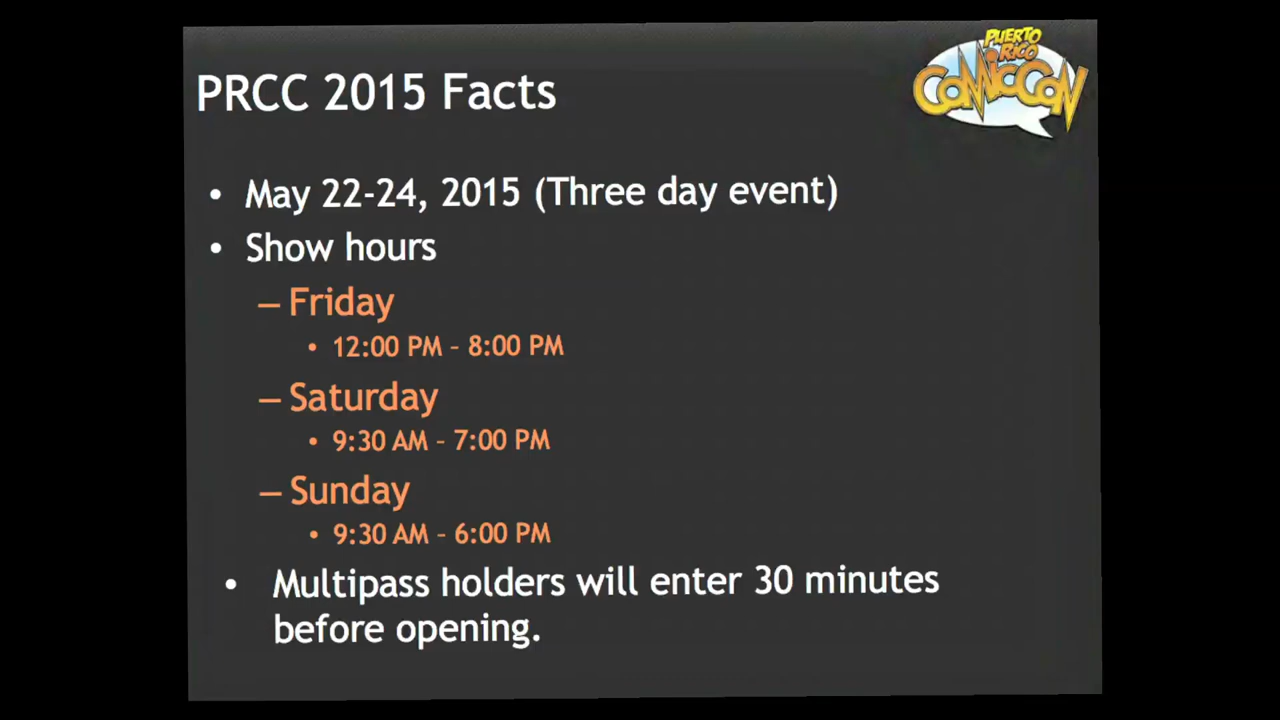 PUERTO
RICO
COMICCON
PRCC 2015 Facts
• May 22-24, 2015 (Three day event)
• Show hours
– Friday
• 12:00 PM – 8:00 PM
– Saturday
• 9:30 AM – 7:00 PM
– Sunday
• 9:30 AM – 6:00 PM
• Multipass holders will enter 30 minutes
before opening.